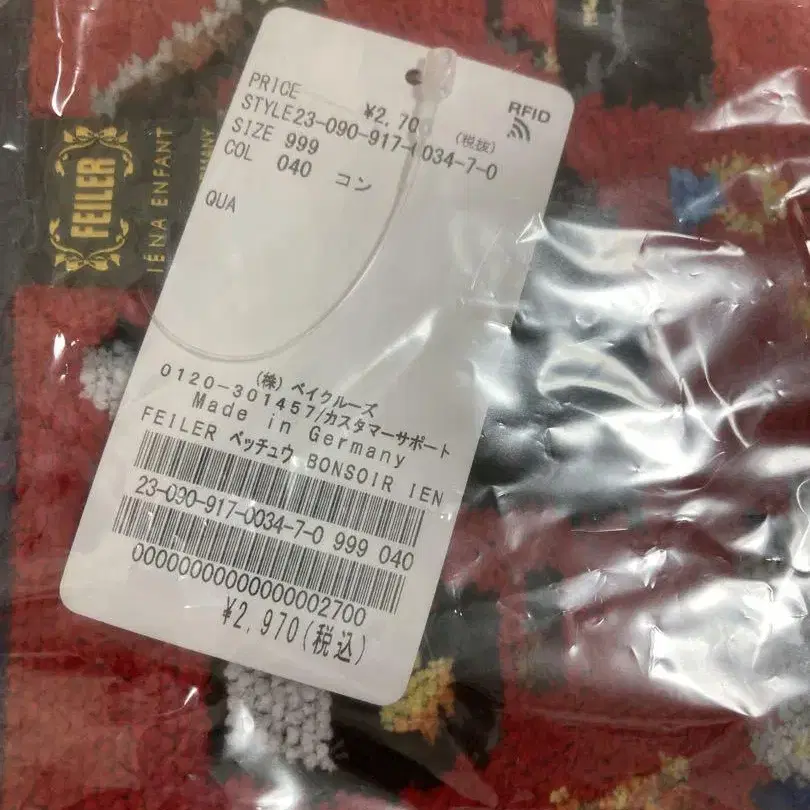 PRICE ¥2,70 (税抜)
RFID
STYLE 23-090-917-0034-7-0
SIZE 999
COL 040 コン
QUA
(株) ベイクルーズ
0120-301457/カスタマーサポート
Made in Germany
FEILER ベッチュウ BONSOIR IEN
23-090-917-0034-7-0 999 040
00000000000000002700
¥2,970(税込)
FEILER
IÉNA ENFANT